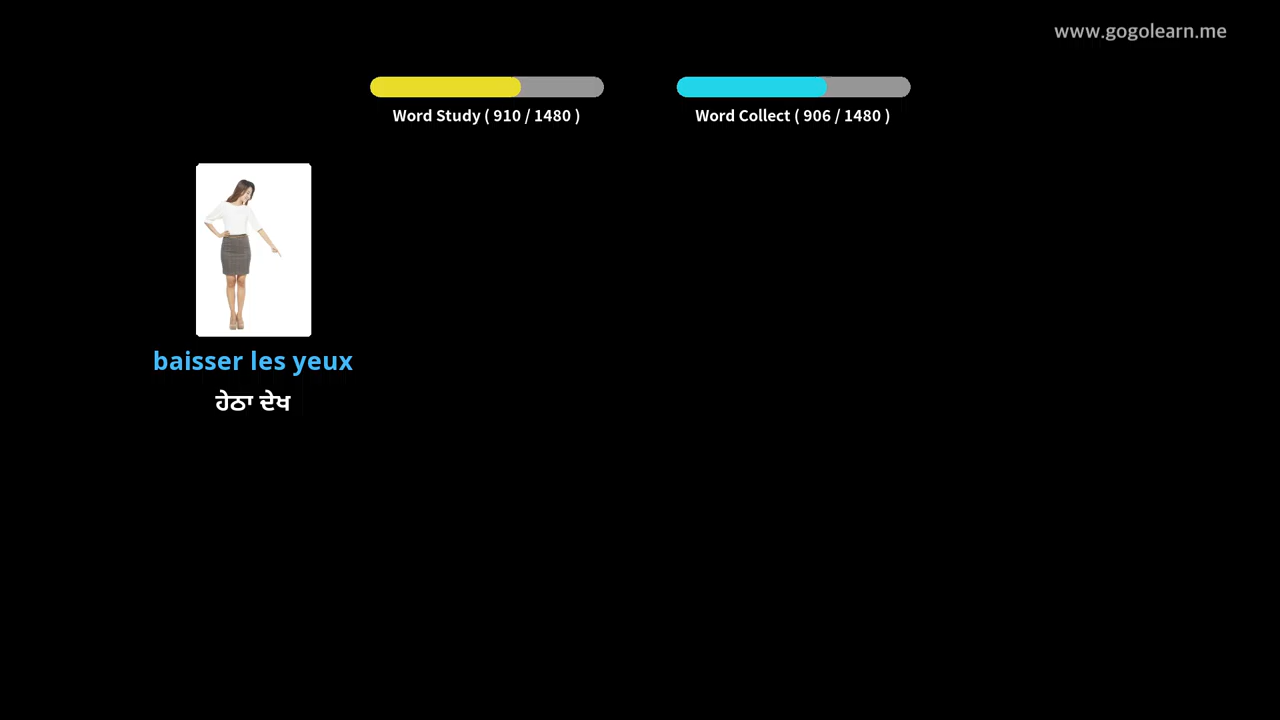 www.gogolearn.me
Word Study ( 910 / 1480 )
Word Collect ( 906 / 1480 )
baisser les yeux
ਹੇਠਾ ਦੇਖ